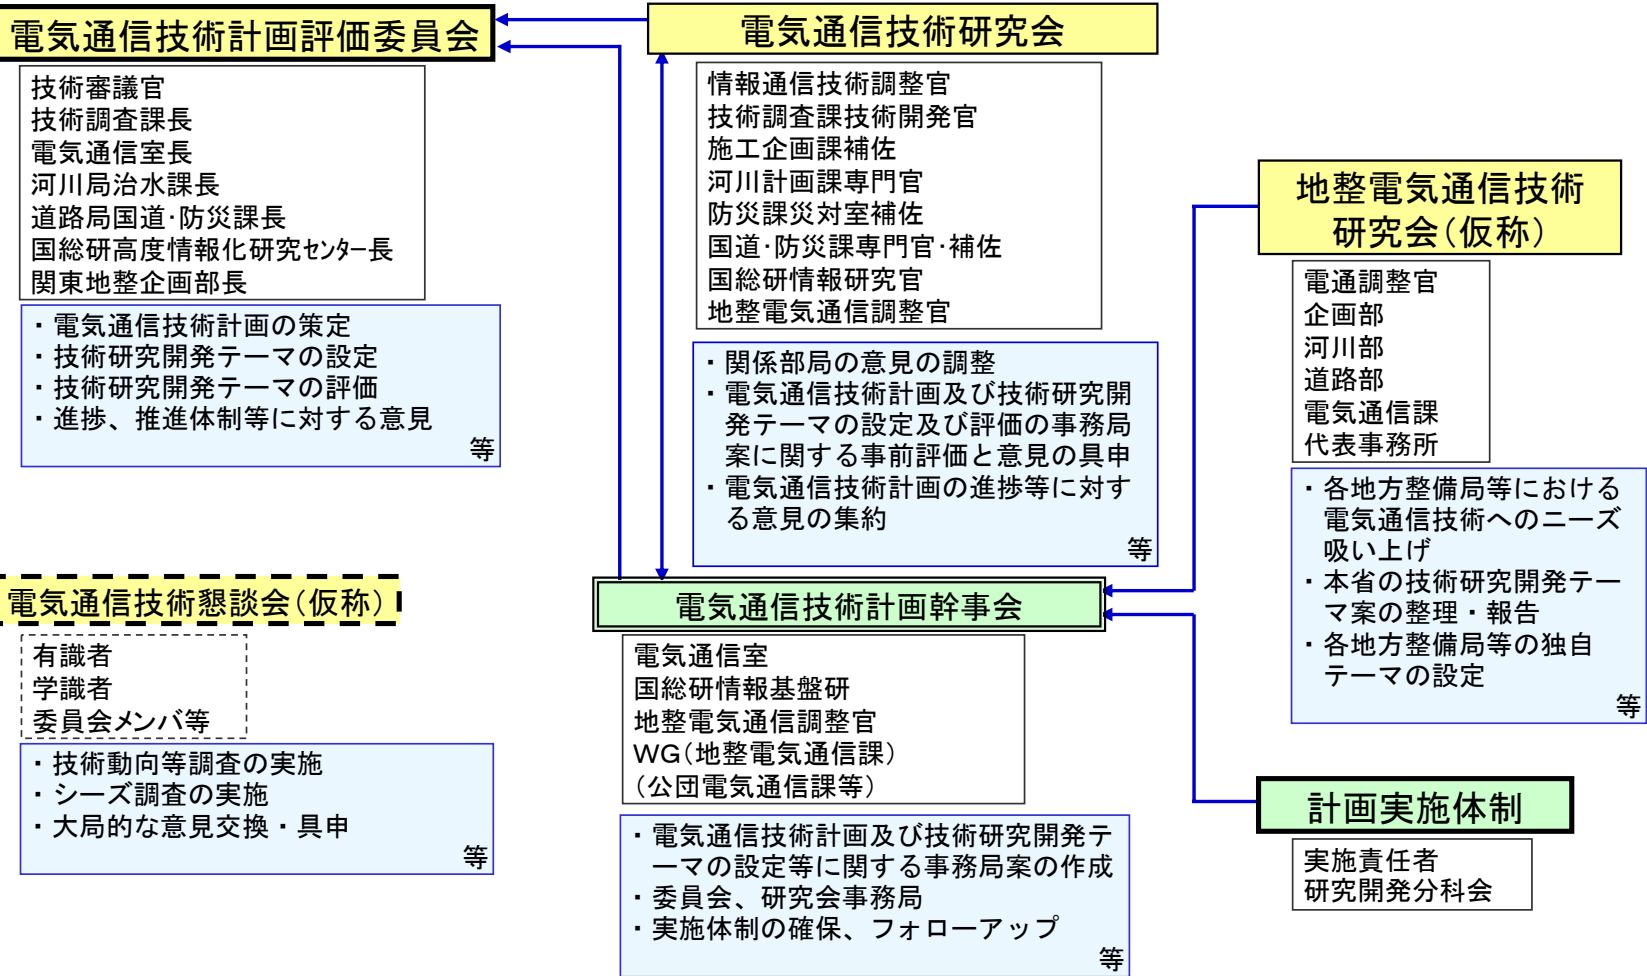 電気通信技術計画評価委員会
技術審議官
技術調査課長
電気通信室長
河川局治水課長
道路局国道・防災課長
国総研高度情報化研究センター長
関東地整企画部長
・電気通信技術計画の策定
・技術研究開発テーマの設定
・技術研究開発テーマの評価
・進捗、推進体制等に対する意見
等
電気通信技術研究会
情報通信技術調整官
技術調査課技術開発官
施工企画課補佐
河川計画課専門官
防災課災対室補佐
国道・防災課専門官・補佐
国総研情報研究官
地整電気通信調整官
・関係部局の意見の調整
・電気通信技術計画及び技術研究開
発テーマの設定及び評価の事務局
案に関する事前評価と意見の具申
・電気通信技術計画の進捗等に対す
る意見の集約
等
地整電気通信技術
研究会(仮称)
電通調整官
企画部
河川部
道路部
電気通信課
代表事務所
・各地方整備局等における
電気通信技術へのニーズ
吸い上げ
・本省の技術研究開発テー
マ案の整理・報告
・各地方整備局等の独自
テーマの設定
等
電気通信技術懇談会(仮称)
有識者
学識者
委員会メンバ等
・技術動向等調査の実施
・シーズ調査の実施
・大局的な意見交換・具申
等
電気通信技術計画幹事会
電気通信室
国総研情報基盤研
地整電気通信調整官
WG(地整電気通信課)
(公団電気通信課等)
・電気通信技術計画及び技術研究開発テ
ーマの設定等に関する事務局案の作成
・委員会、研究会事務局
・実施体制の確保、フォローアップ
等
計画実施体制
実施責任者
研究開発分科会